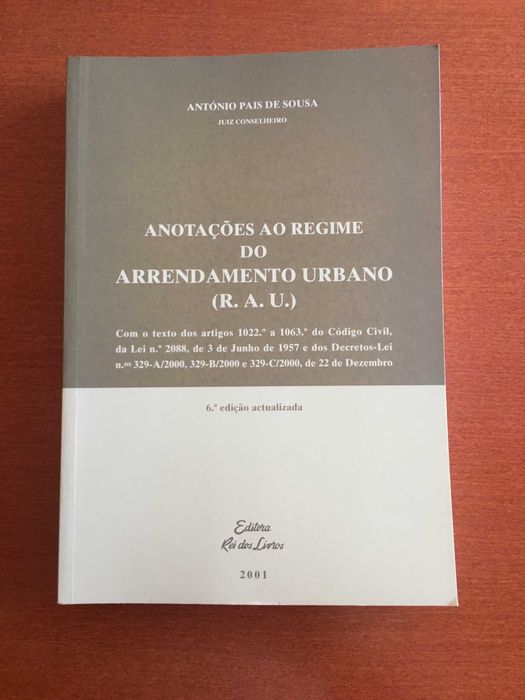 ANTÓNIO PAIS DE SOUSA
JUIZ CONSELHEIRO
ANOTAÇÕES AO REGIME
DO
ARRENDAMENTO URBANO
(R. A. U.)
Com o texto dos artigos 1022.º a 1063.º do Código Civil,
da Lei n.º 2088, de 3 de Junho de 1957 e dos Decretos-Lei
n.os 329-A/2000, 329-B/2000 e 329-C/2000, de 22 de Dezembro
6.ª edição actualizada
Editora
Rei dos Livros
2001